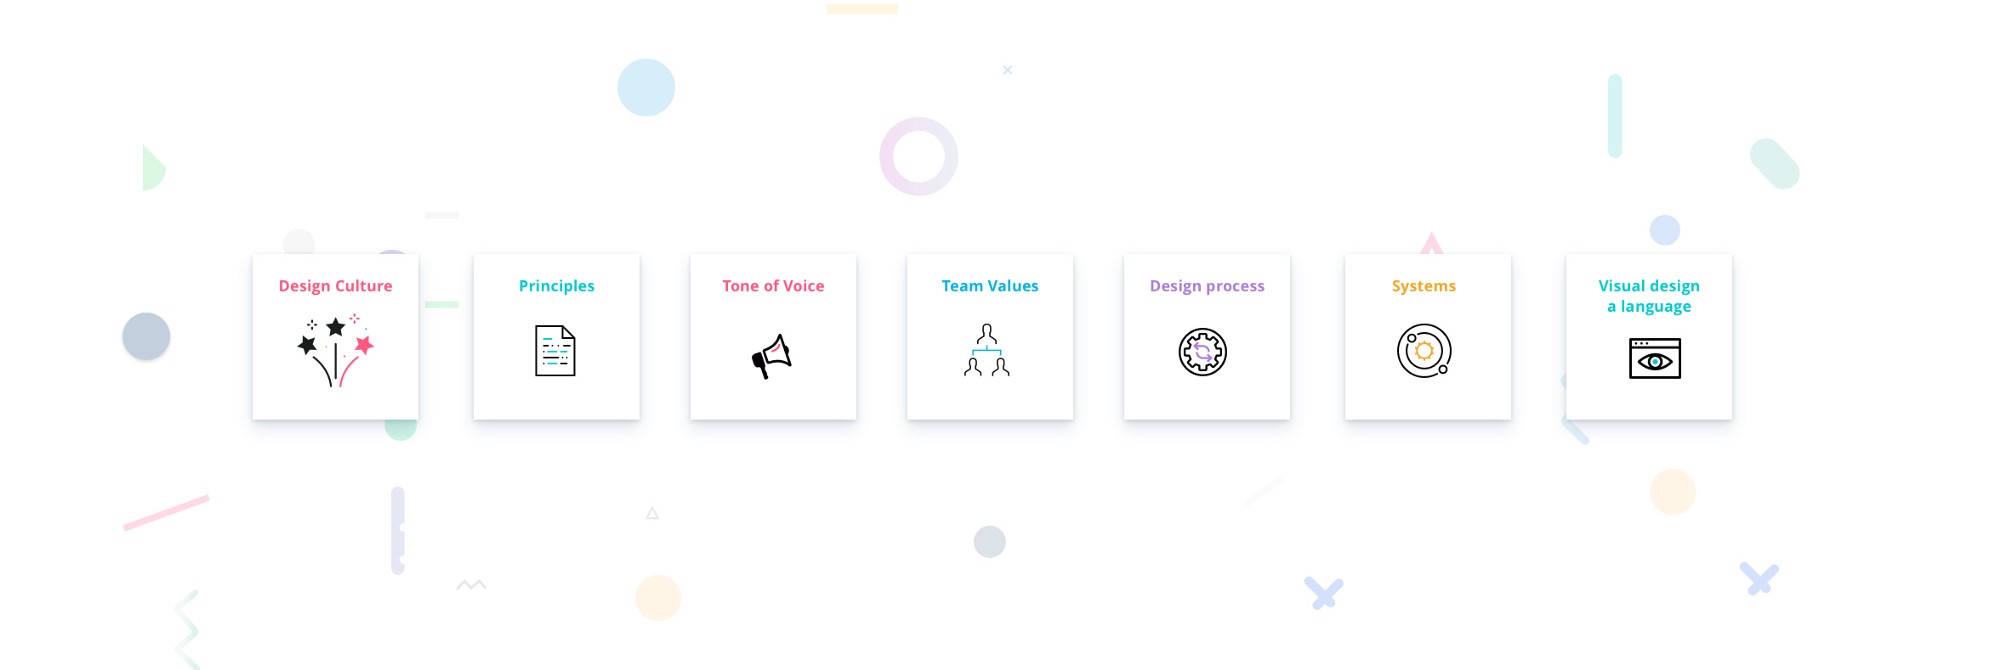 Design Culture
Principles
Tone of Voice
Team Values
Design process
Systems
Visual design
a language